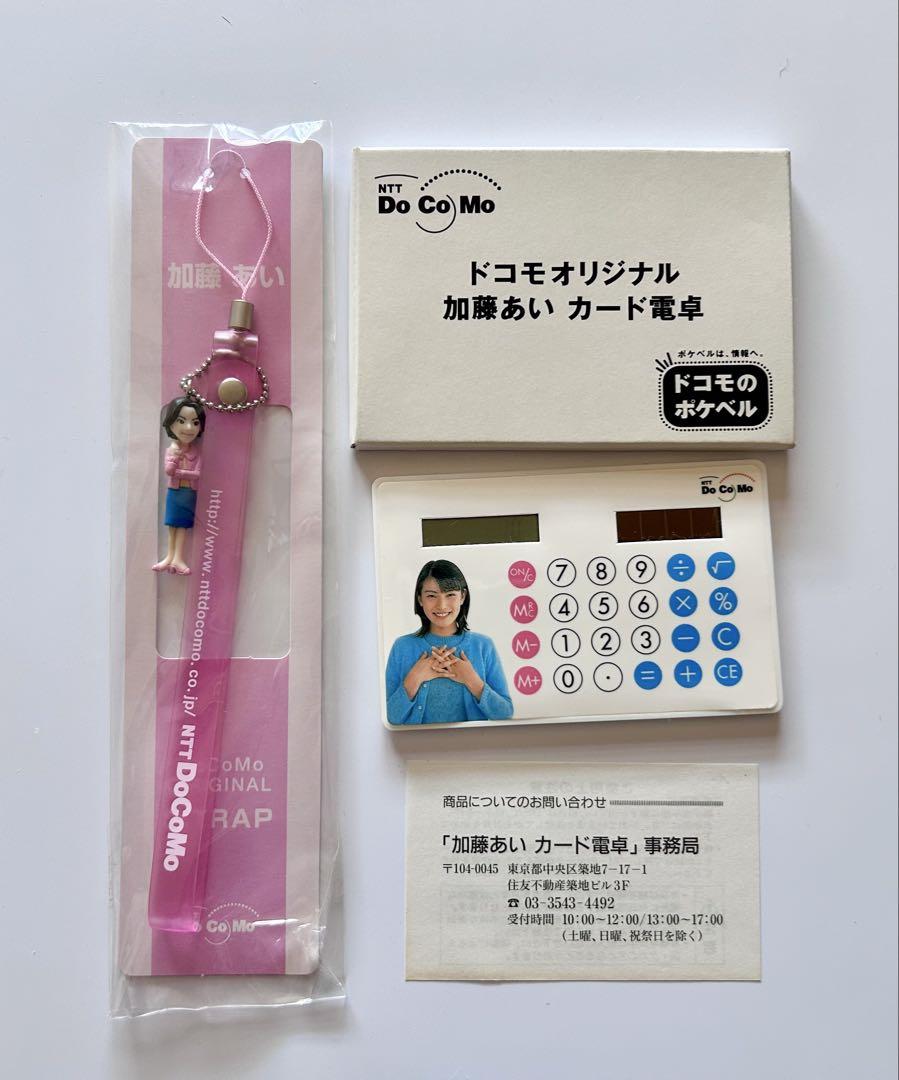 加藤 あい
http://www.nttdocomo.co.jp/ NTT DoCoMo
CoMo
GINAL
RAP
Do Co Mo
NTT
Do Co Mo
ドコモオリジナル
加藤あい カード電卓
ポケベルは、情報へ。
ドコモの
ポケベル
NTT
Do Co Mo
ON/C 7 8 9 ÷ √
MRC 4 5 6 × %
M− 1 2 3 − C
M+ 0 · = + CE
商品についてのお問い合わせ
「加藤あい カード電卓」事務局
〒104-0045 東京都中央区築地7−17−1
住友不動産築地ビル3F
☎ 03-3543-4492
受付時間 10:00〜12:00/13:00〜17:00
(土曜、日曜、祝祭日を除く)